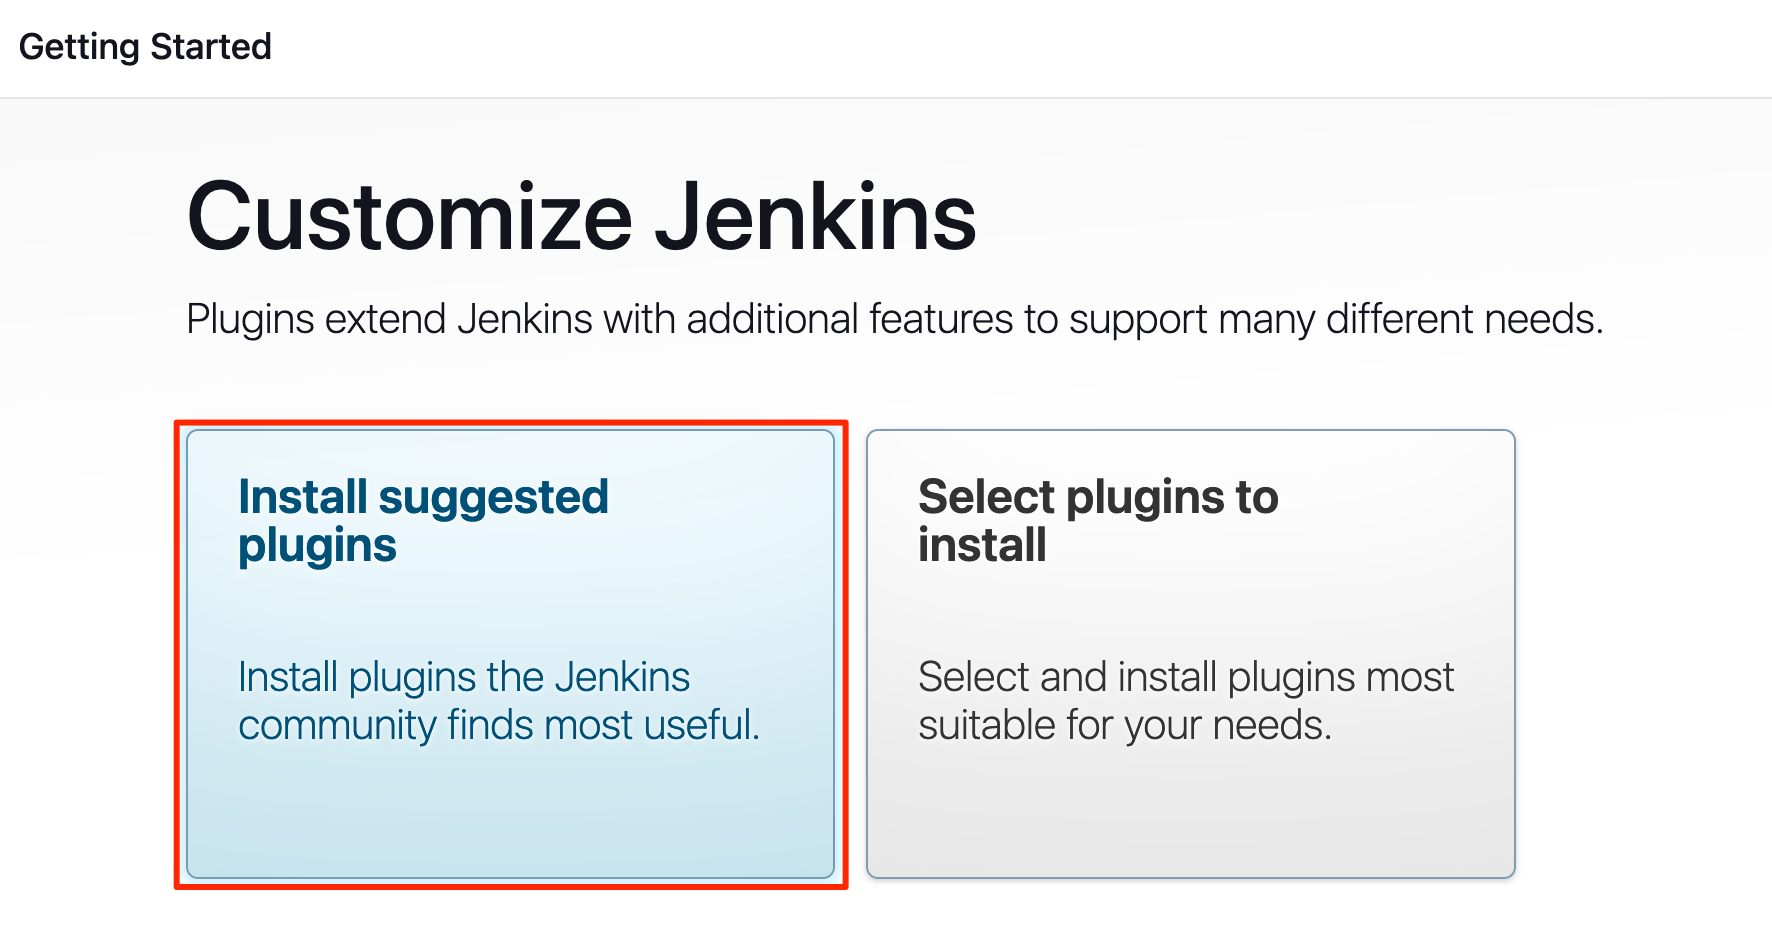 Getting Started
Customize Jenkins
Plugins extend Jenkins with additional features to support many different needs.
Install suggested
plugins
Install plugins the Jenkins
community finds most useful.
Select plugins to
install
Select and install plugins most
suitable for your needs.